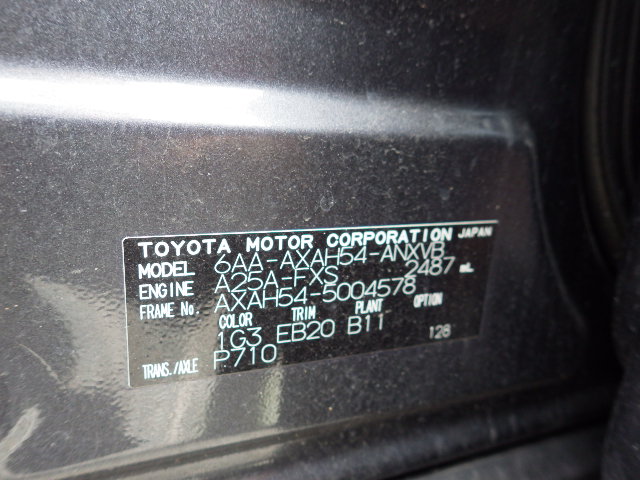 TOYOTA MOTOR CORPORATION JAPAN
MODEL 6AA-AXAH54-ANXVB
ENGINE A25A-FXS 2487 mL
FRAME No. AXAH54-5004578
COLOR TRIM PLANT OPTION
1G3 EB20 B11 128
TRANS./AXLE P710